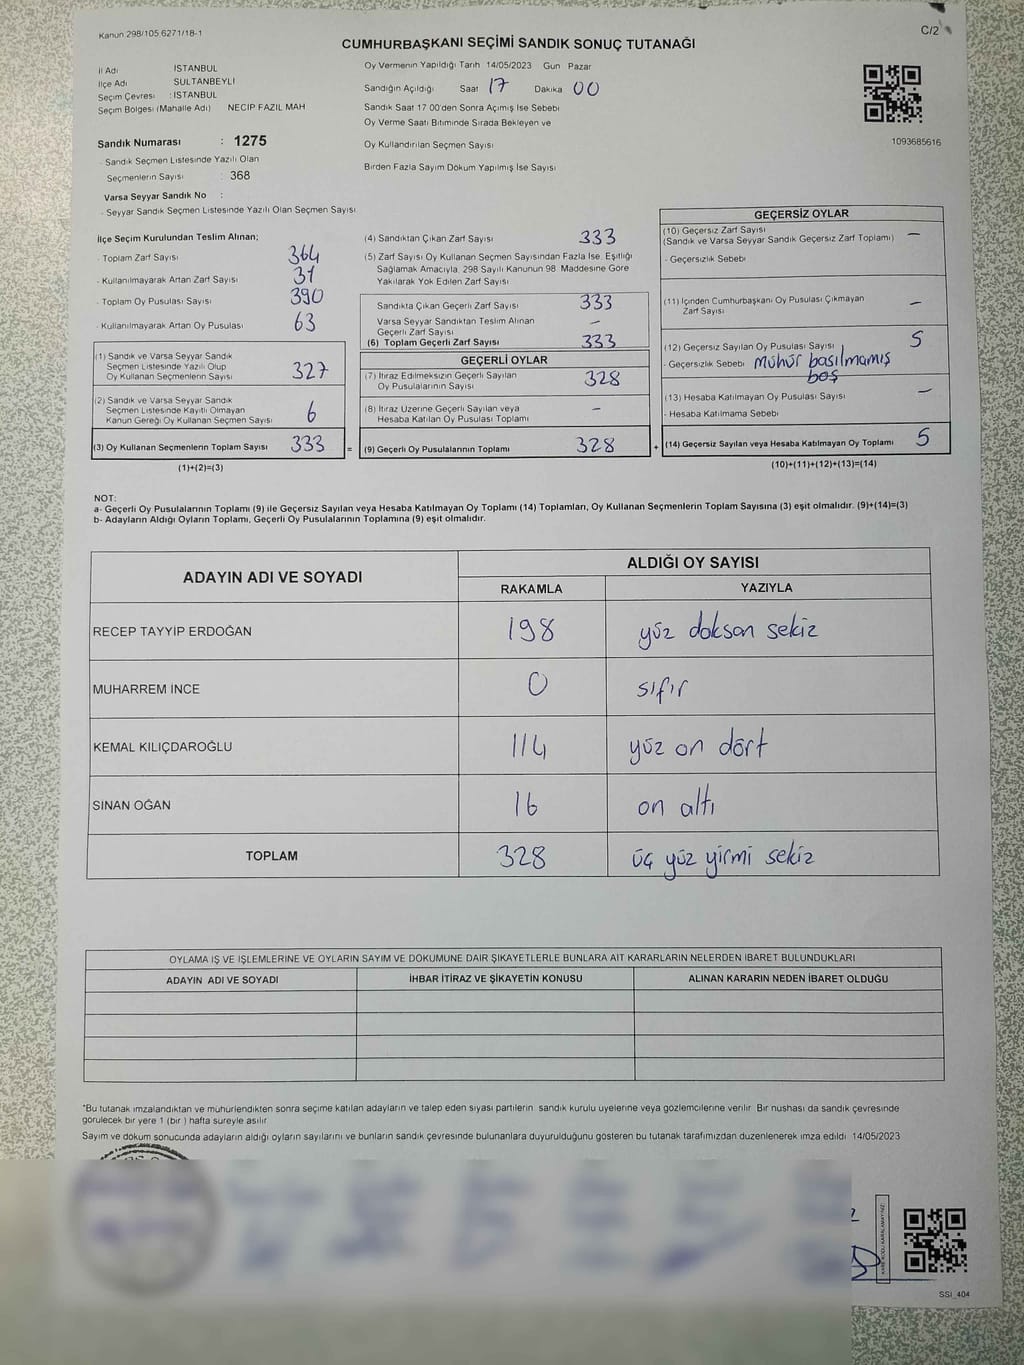 Kanun 298/105.6271/18-1
C/2
CUMHURBAŞKANI SEÇİMİ SANDIK SONUÇ TUTANAĞI
İl Adı İSTANBUL
İlçe Adı SULTANBEYLİ
Seçim Çevresi : İSTANBUL
Seçim Bölgesi (Mahalle Adı) NECİP FAZIL MAH
Oy Vermenin Yapıldığı Tarih 14/05/2023 Gün Pazar
Sandığın Açıldığı Saat 17 Dakika 00
Sandık Saat 17 00'den Sonra Açımış İse Sebebi
Oy Verme Saati Bitiminde Sırada Bekleyen ve
Oy Kullandırılan Seçmen Sayısı
Birden Fazla Sayım Döküm Yapılmış İse Sayısı
1093685616
Sandık Numarası : 1275
- Sandık Seçmen Listesinde Yazılı Olan
Seçmenlerin Sayısı : 368
Varsa Seyyar Sandık No :
- Seyyar Sandık Seçmen Listesinde Yazılı Olan Seçmen Sayısı
İlçe Seçim Kurulundan Teslim Alınan;
- Toplam Zarf Sayısı 364
- Kullanılmayarak Artan Zarf Sayısı 31
- Toplam Oy Pusulası Sayısı 390
- Kullanılmayarak Artan Oy Pusulası 63
(1) Sandık ve Varsa Seyyar Sandık
Seçmen Listesinde Yazılı Olup
Oy Kullanan Seçmenlerin Sayısı 327
(2) Sandık ve Varsa Seyyar Sandık
Seçmen Listesinde Kayıtlı Olmayan
Kanun Gereği Oy Kullanan Seçmen Sayısı 6
(3) Oy Kullanan Seçmenlerin Toplam Sayısı 333
(1)+(2)=(3)
(4) Sandıktan Çıkan Zarf Sayısı 333
(5) Zarf Sayısı Oy Kullanan Seçmen Sayısından Fazla İse, Eşitliği
Sağlamak Amacıyla, 298 Sayılı Kanunun 98. Maddesine Göre
Yakılarak Yok Edilen Zarf Sayısı
Sandıkta Çıkan Geçerli Zarf Sayısı 333
Varsa Seyyar Sandıktan Teslim Alınan
Geçerli Zarf Sayısı –
(6) Toplam Geçerli Zarf Sayısı 333
GEÇERLİ OYLAR
(7) İtiraz Edilmeksizin Geçerli Sayılan
Oy Pusulalarının Sayısı 328
(8) İtiraz Üzerine Geçerli Sayılan veya
Hesaba Katılan Oy Pusulası Toplamı –
= (9) Geçerli Oy Pusulalarının Toplamı 328
GEÇERSİZ OYLAR
(10) Geçersiz Zarf Sayısı –
(Sandık ve Varsa Seyyar Sandık Geçersiz Zarf Toplamı)
- Geçersizlik Sebebi
(11) İçinden Cumhurbaşkanı Oy Pusulası Çıkmayan
Zarf Sayısı –
(12) Geçersiz Sayılan Oy Pusulası Sayısı 5
- Geçersizlik Sebebi mühür basılmamış
boş
(13) Hesaba Katılmayan Oy Pusulası Sayısı –
- Hesaba Katılmama Sebebi
+ (14) Geçersiz Sayılan veya Hesaba Katılmayan Oy Toplamı 5
(10)+(11)+(12)+(13)=(14)
NOT:
a- Geçerli Oy Pusulalarının Toplamı (9) ile Geçersiz Sayılan veya Hesaba Katılmayan Oy Toplamı (14) Toplamları, Oy Kullanan Seçmenlerin Toplam Sayısına (3) eşit olmalıdır. (9)+(14)=(3)
b- Adayların Aldığı Oyların Toplamı, Geçerli Oy Pusulalarının Toplamına (9) eşit olmalıdır.
ADAYIN ADI VE SOYADI
ALDIĞI OY SAYISI
RAKAMLA YAZIYLA
RECEP TAYYİP ERDOĞAN 198 yüz doksan sekiz
MUHARREM İNCE 0 sıfır
KEMAL KILIÇDAROĞLU 114 yüz on dört
SİNAN OĞAN 16 on altı
TOPLAM 328 üç yüz yirmi sekiz
OYLAMA İŞ VE İŞLEMLERİNE VE OYLARIN SAYIM VE DÖKÜMÜNE DAİR ŞİKAYETLERLE BUNLARA AİT KARARLARIN NELERDEN İBARET BULUNDUKLARI
ADAYIN ADI VE SOYADI İHBAR İTİRAZ VE ŞİKAYETİN KONUSU ALINAN KARARIN NEDEN İBARET OLDUĞU
*Bu tutanak imzalandıktan ve mühürlendikten sonra seçime katılan adayların ve talep eden siyasi partilerin sandık kurulu üyelerine veya gözlemcilerine verilir Bir nüshası da sandık çevresinde
görülecek bir yere 1 (bir) hafta süreyle asılır
Sayım ve döküm sonucunda adayların aldığı oyların sayılarını ve bunların sandık çevresinde bulunanlara duyurulduğunu gösteren bu tutanak tarafımızdan düzenlenerek imza edildi 14/05/2023
SSİ_404